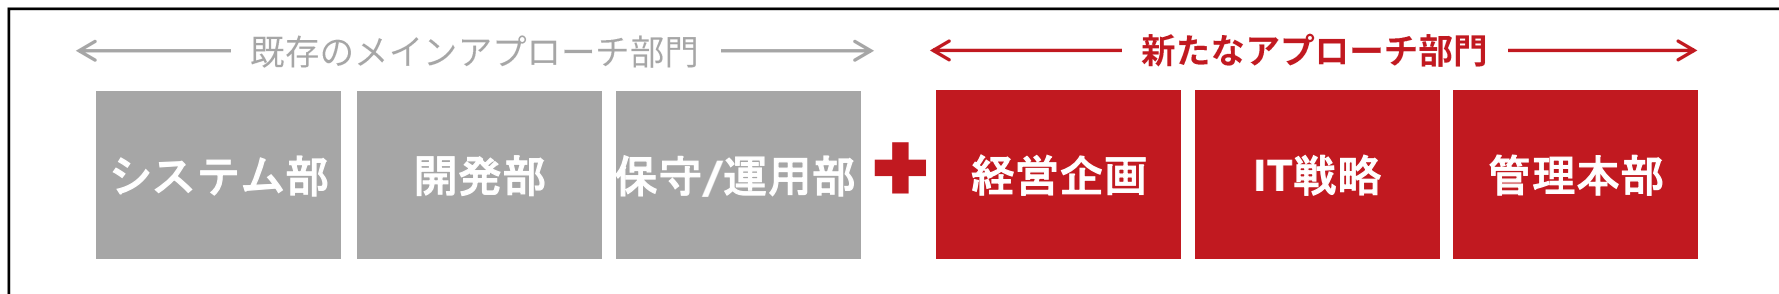 既存のメインアプローチ部門
新たなアプローチ部門
システム部
開発部
保守/運用部
経営企画
IT戦略
管理本部